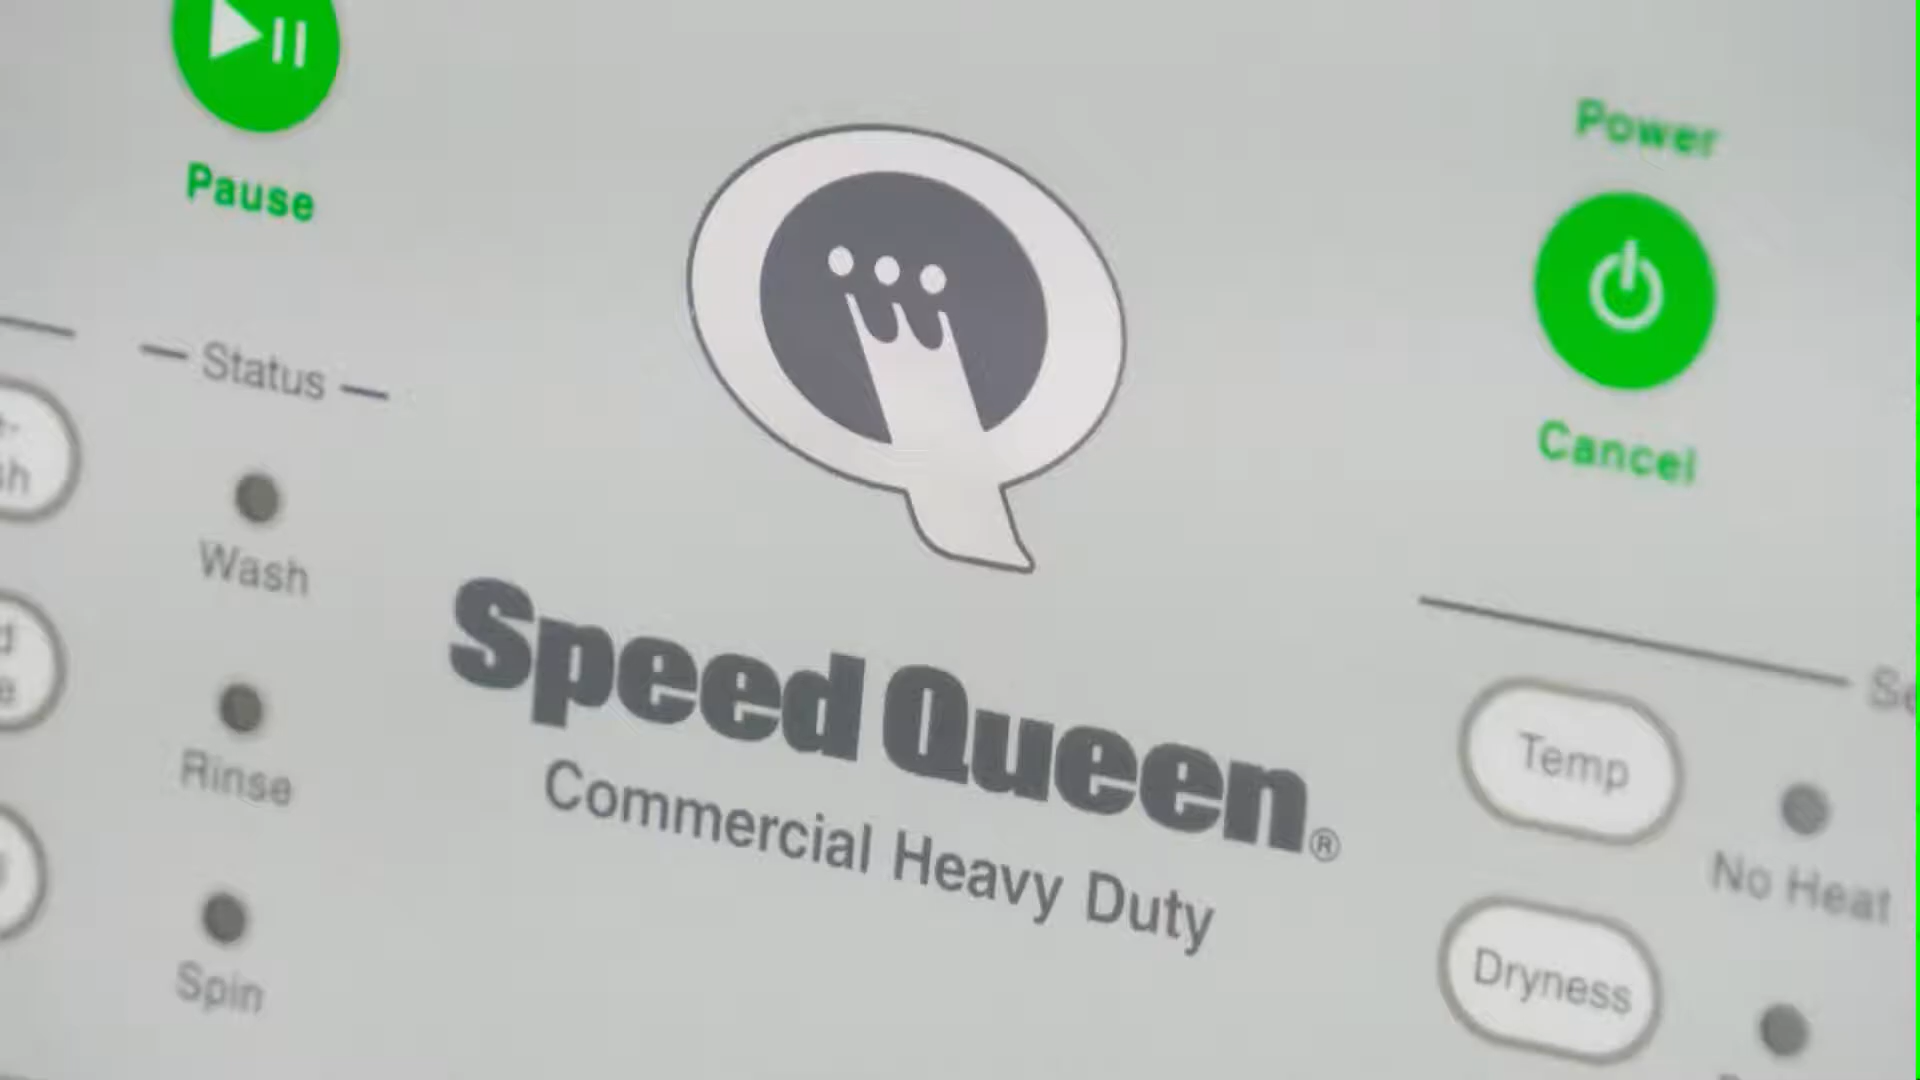 Pause
Status
Wash
Rinse
Spin
Speed Queen®
Commercial Heavy Duty
Power
Cancel
Temp
No Heat
Dryness